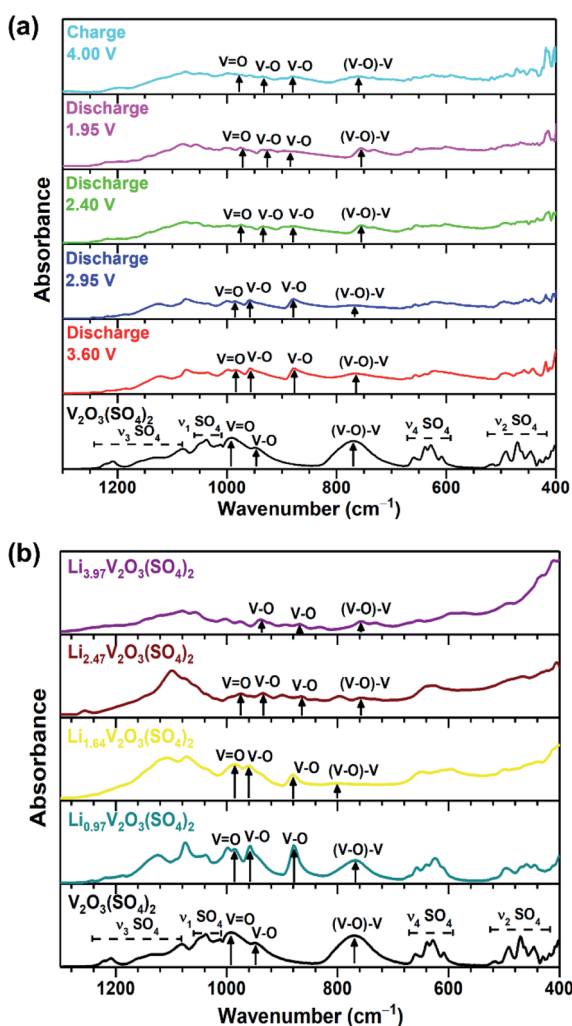 (a)
Charge
4.00 V
V=O V-O V-O (V-O)-V
Discharge
1.95 V
V=O V-O V-O (V-O)-V
Discharge
2.40 V
V=O V-O V-O (V-O)-V
Discharge
2.95 V
V=O V-O V-O (V-O)-V
Discharge
3.60 V
V=O V-O V-O (V-O)-V
V₂O₃(SO₄)₂
ν₃ SO₄ ν₁ SO₄ V=O V-O (V-O)-V ν₄ SO₄ ν₂ SO₄
Absorbance
1200 1000 800 600 400
Wavenumber (cm⁻¹)
(b)
Li₃.₉₇V₂O₃(SO₄)₂
V-O V-O (V-O)-V
Li₂.₄₇V₂O₃(SO₄)₂
V=O V-O V-O (V-O)-V
Li₁.₆₄V₂O₃(SO₄)₂
V=O V-O V-O (V-O)-V
Li₀.₉₇V₂O₃(SO₄)₂
V=O V-O V-O (V-O)-V
V₂O₃(SO₄)₂
ν₃ SO₄ ν₁ SO₄ V=O V-O (V-O)-V ν₄ SO₄ ν₂ SO₄
Absorbance
1200 1000 800 600 400
Wavenumber (cm⁻¹)